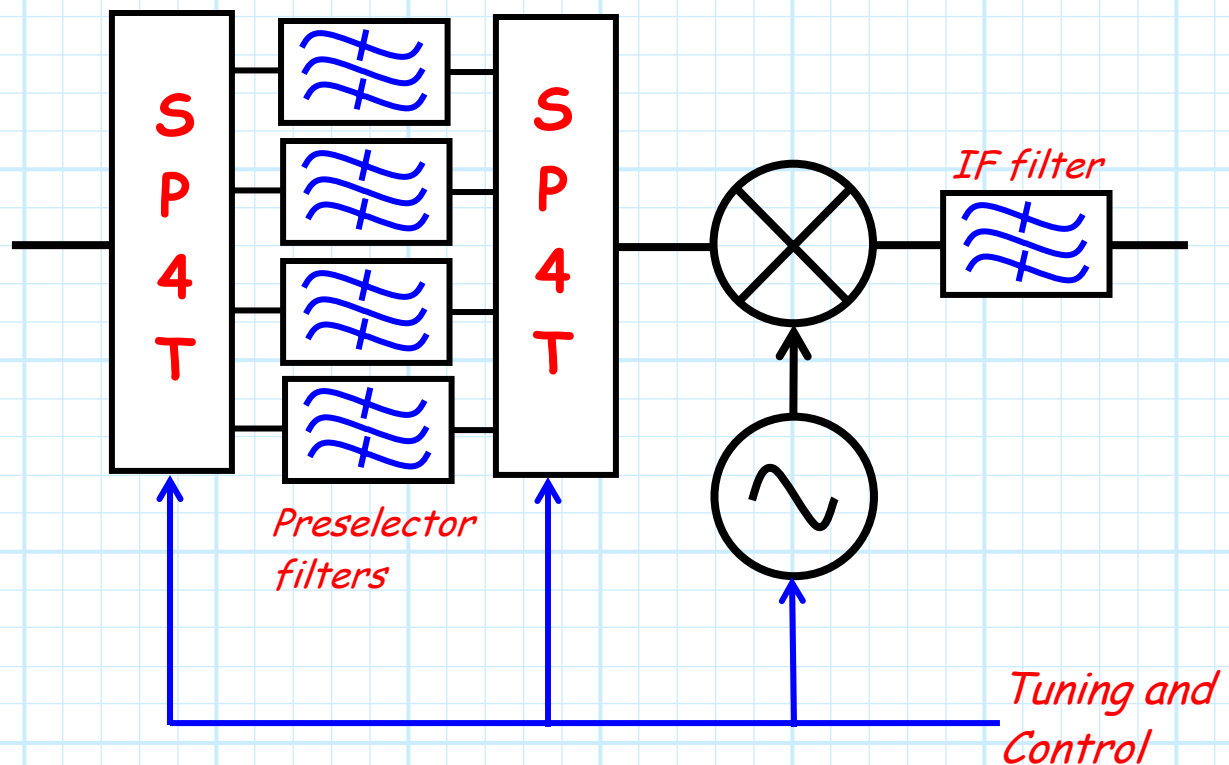 S
P
4
T
S
P
4
T
IF filter
Preselector
filters
Tuning and
Control